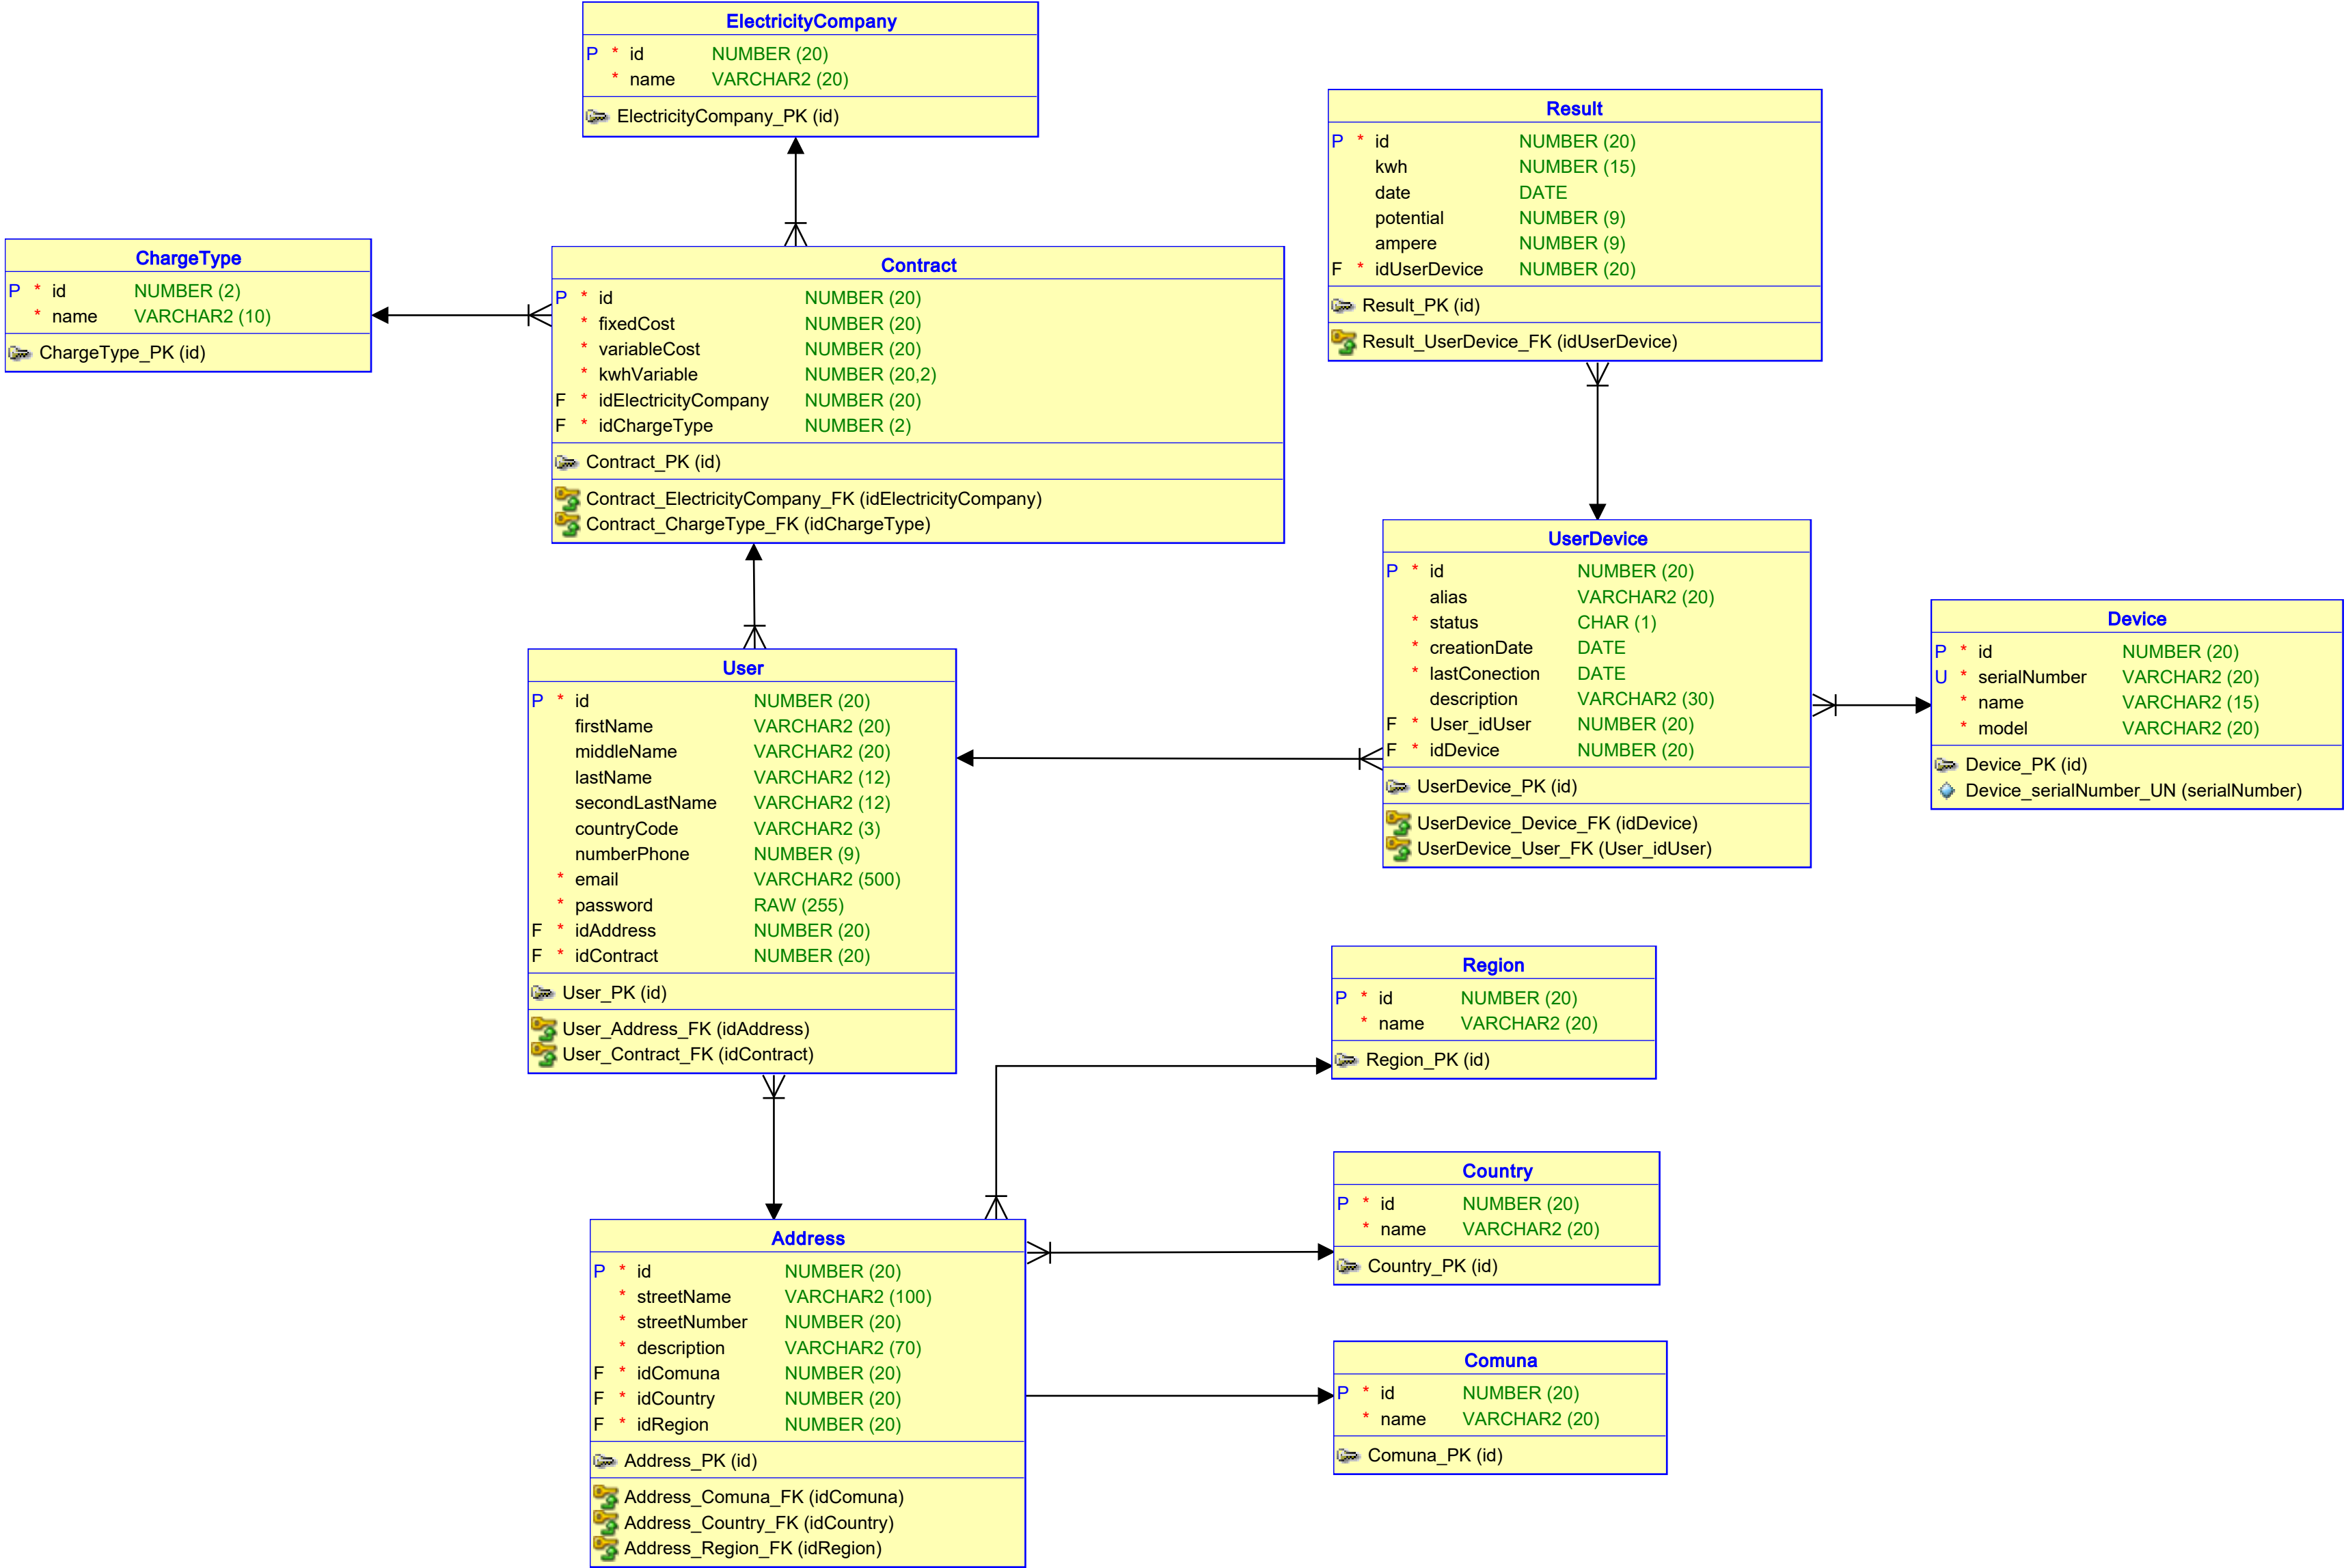 ElectricityCompany
P * id NUMBER (20)
* name VARCHAR2 (20)
ElectricityCompany_PK (id)
Result
P * id NUMBER (20)
kwh NUMBER (15)
date DATE
potential NUMBER (9)
ampere NUMBER (9)
F * idUserDevice NUMBER (20)
Result_PK (id)
Result_UserDevice_FK (idUserDevice)
ChargeType
P * id NUMBER (2)
* name VARCHAR2 (10)
ChargeType_PK (id)
Contract
P * id NUMBER (20)
* fixedCost NUMBER (20)
* variableCost NUMBER (20)
* kwhVariable NUMBER (20,2)
F * idElectricityCompany NUMBER (20)
F * idChargeType NUMBER (2)
Contract_PK (id)
Contract_ElectricityCompany_FK (idElectricityCompany)
Contract_ChargeType_FK (idChargeType)
UserDevice
P * id NUMBER (20)
alias VARCHAR2 (20)
* status CHAR (1)
* creationDate DATE
* lastConection DATE
description VARCHAR2 (30)
F * User_idUser NUMBER (20)
F * idDevice NUMBER (20)
UserDevice_PK (id)
UserDevice_Device_FK (idDevice)
UserDevice_User_FK (User_idUser)
Device
P * id NUMBER (20)
U * serialNumber VARCHAR2 (20)
* name VARCHAR2 (15)
* model VARCHAR2 (20)
Device_PK (id)
Device_serialNumber_UN (serialNumber)
User
P * id NUMBER (20)
firstName VARCHAR2 (20)
middleName VARCHAR2 (20)
lastName VARCHAR2 (12)
secondLastName VARCHAR2 (12)
countryCode VARCHAR2 (3)
numberPhone NUMBER (9)
* email VARCHAR2 (500)
* password RAW (255)
F * idAddress NUMBER (20)
F * idContract NUMBER (20)
User_PK (id)
User_Address_FK (idAddress)
User_Contract_FK (idContract)
Region
P * id NUMBER (20)
* name VARCHAR2 (20)
Region_PK (id)
Country
P * id NUMBER (20)
* name VARCHAR2 (20)
Country_PK (id)
Address
P * id NUMBER (20)
* streetName VARCHAR2 (100)
* streetNumber NUMBER (20)
* description VARCHAR2 (70)
F * idComuna NUMBER (20)
F * idCountry NUMBER (20)
F * idRegion NUMBER (20)
Address_PK (id)
Address_Comuna_FK (idComuna)
Address_Country_FK (idCountry)
Address_Region_FK (idRegion)
Comuna
P * id NUMBER (20)
* name VARCHAR2 (20)
Comuna_PK (id)